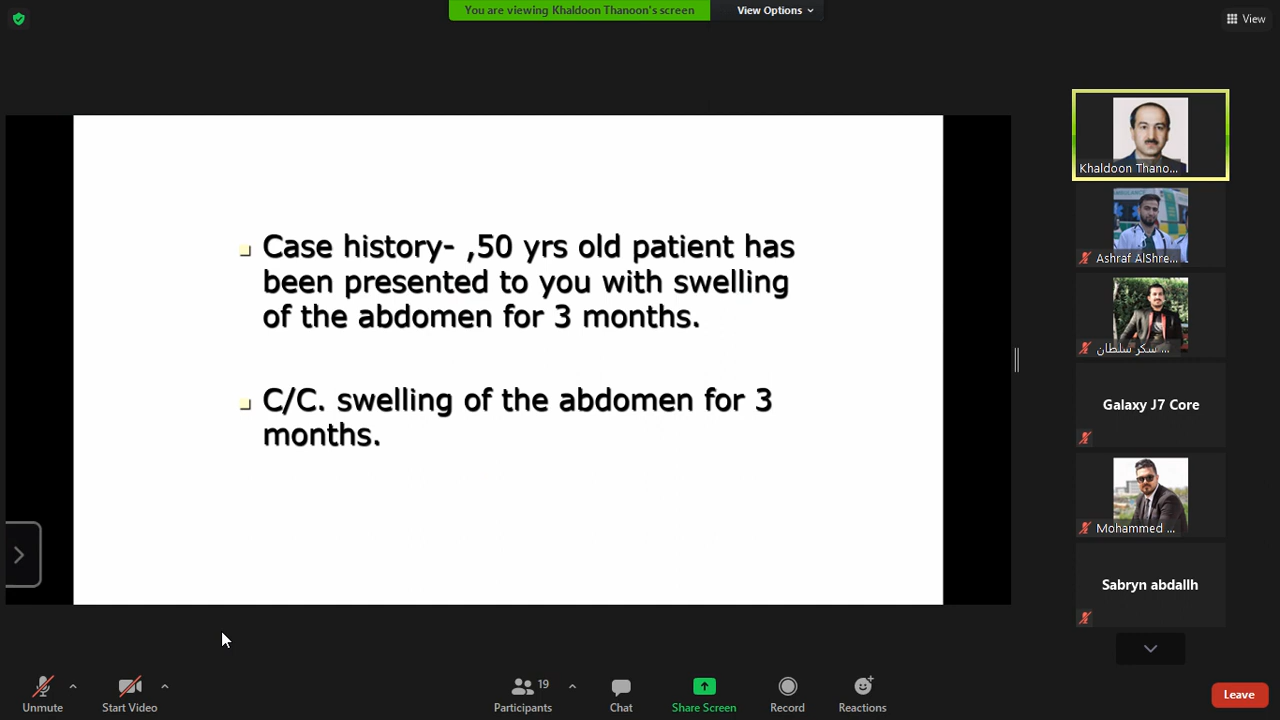 You are viewing Khaldoon Thanoon's screen
View Options
View
Case history- ,50 yrs old patient has
been presented to you with swelling
of the abdomen for 3 months.
C/C. swelling of the abdomen for 3
months.
Khaldoon Thano...
Ashraf AlShre...
سكر سلطان ...
Galaxy J7 Core
Mohammed ...
Sabryn abdallh
Unmute
Start Video
Participants
19
Chat
Share Screen
Record
Reactions
Leave